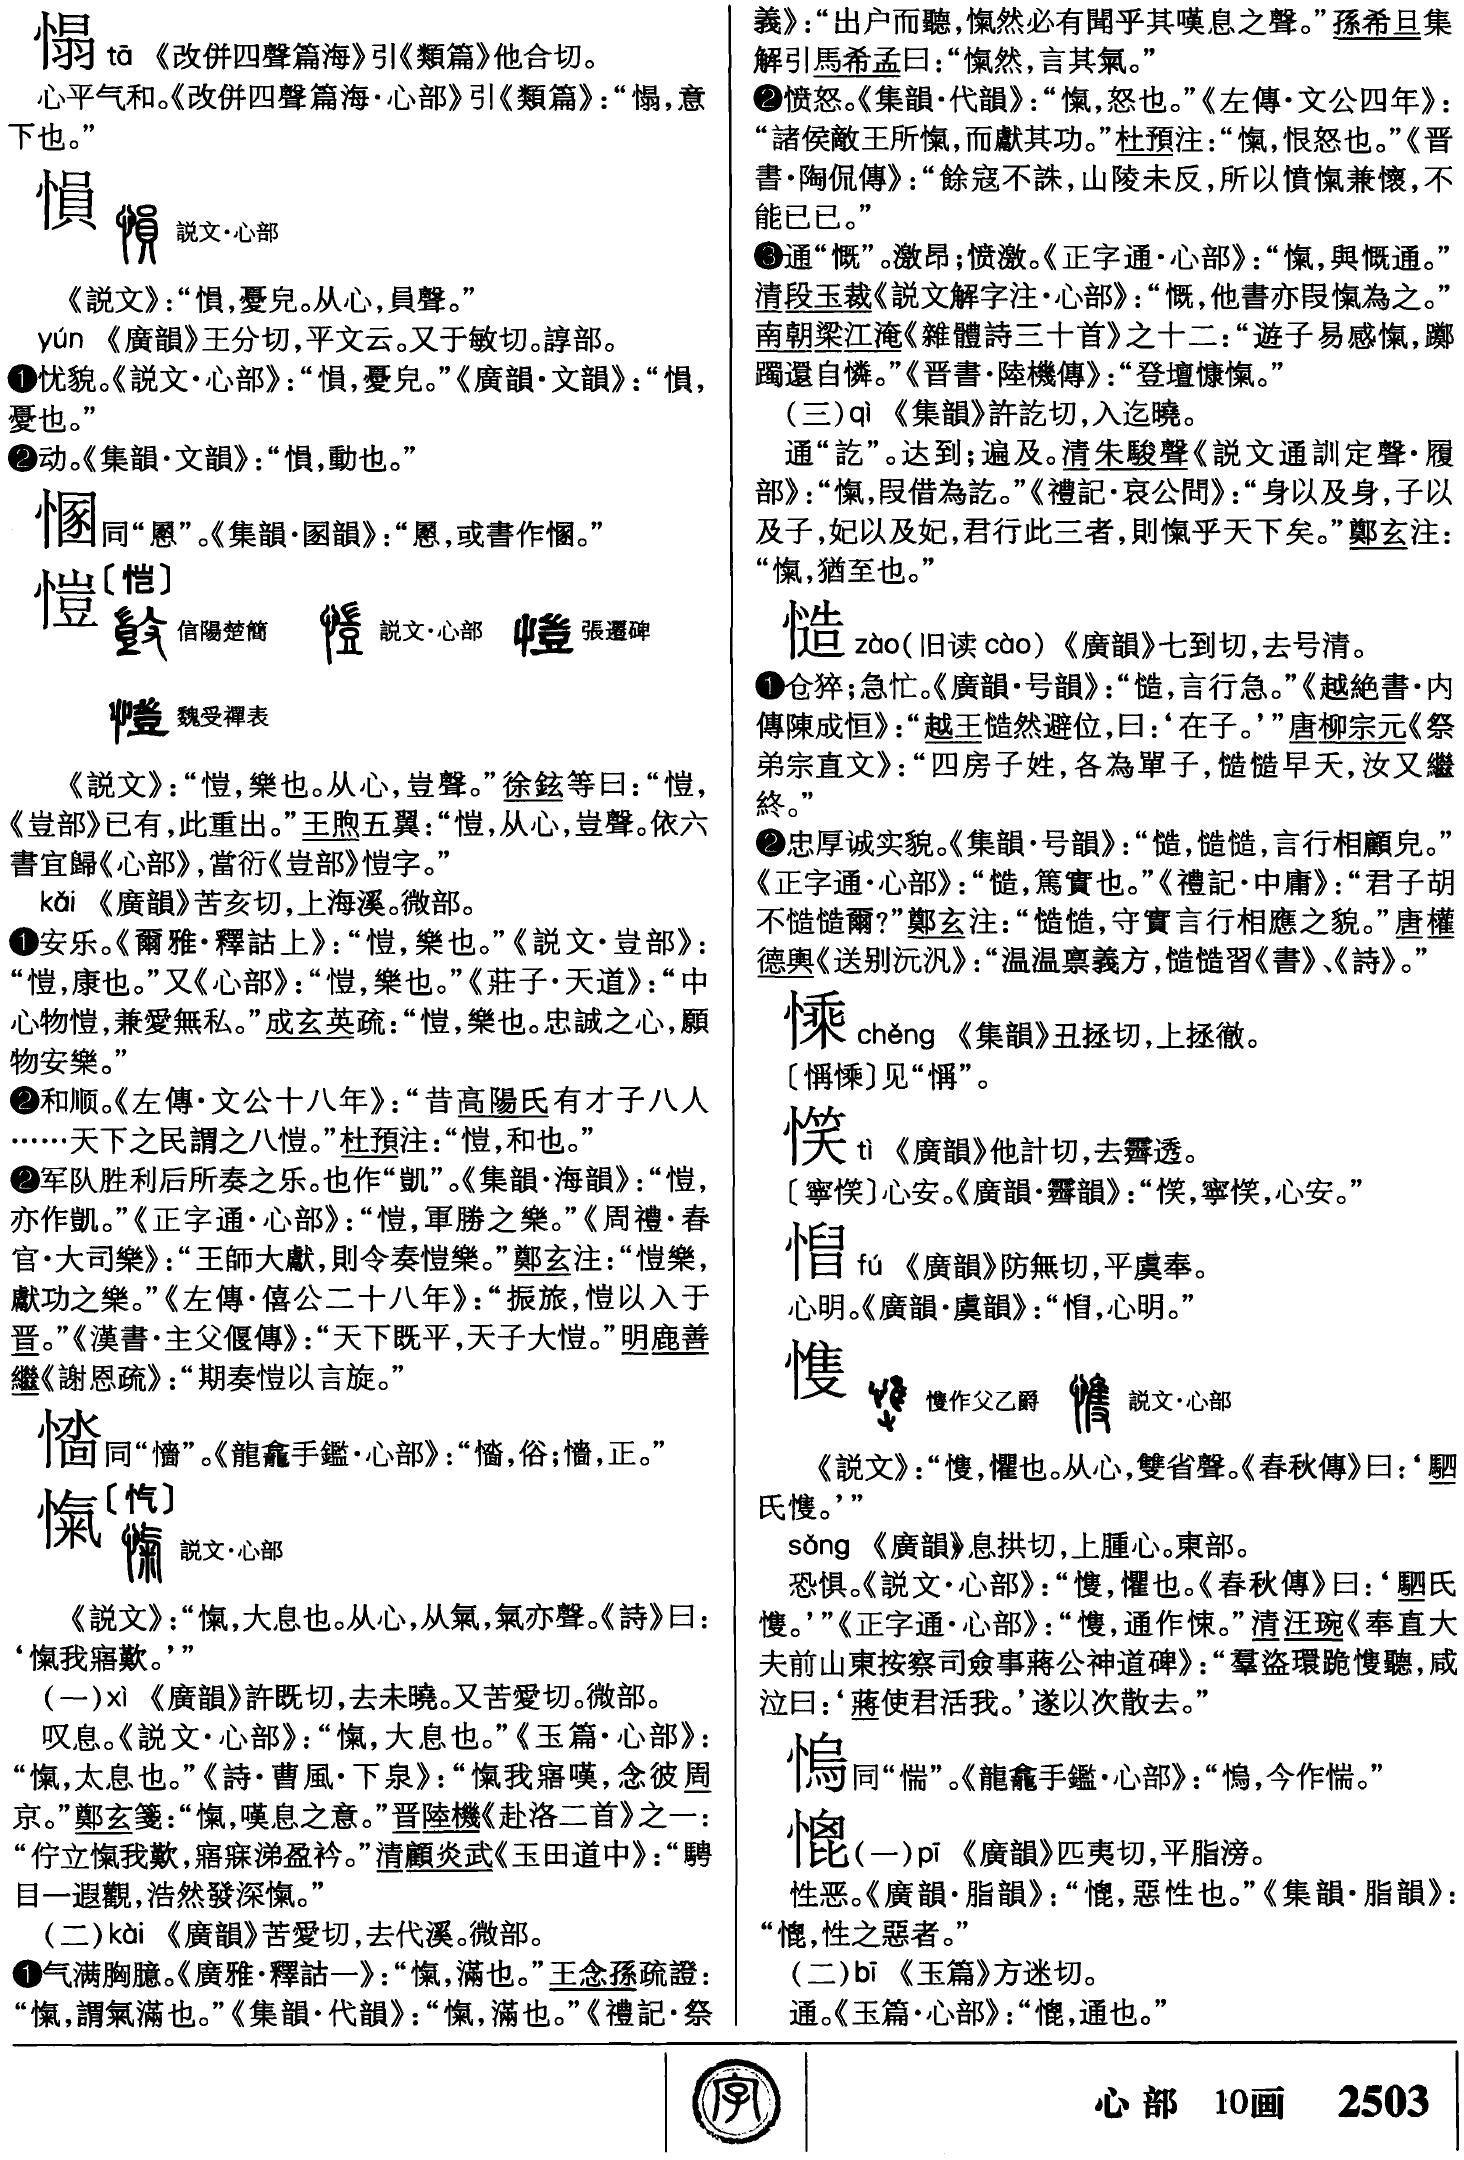 𢞤 tā 《改併四聲篇海》引《類篇》他合切。
心平气和。《改併四聲篇海·心部》引《類篇》：“𢞤，意
下也。”
愪
説文·心部
《説文》：“愪，憂皃。从心，員聲。”
yún 《廣韻》王分切，平文云。又于敏切。諄部。
❶忧貌。《説文·心部》：“愪，憂皃。”《廣韻·文韻》：“愪，
憂也。”
❷动。《集韻·文韻》：“愪，動也。”
同“慁”。《集韻·圂韻》：“慁，或書作㥵。”
愷〔恺〕
信陽楚簡 説文·心部 張遷碑
魏受禪表
《説文》：“愷，樂也。从心，豈聲。”徐鉉等曰：“愷，
《豈部》已有，此重出。”王煦五翼：“愷，从心，豈聲。依六
書宜歸《心部》，當衍《豈部》愷字。”
kǎi 《廣韻》苦亥切，上海溪。微部。
❶安乐。《爾雅·釋詁上》：“愷，樂也。”《説文·豈部》：
“愷，康也。”又《心部》：“愷，樂也。”《莊子·天道》：“中
心物愷，兼愛無私。”成玄英疏：“愷，樂也。忠誠之心，願
物安樂。”
❷和顺。《左傳·文公十八年》：“昔高陽氏有才子八人
……天下之民謂之八愷。”杜預注：“愷，和也。”
❷军队胜利后所奏之乐。也作“凱”。《集韻·海韻》：“愷，
亦作凱。”《正字通·心部》：“愷，軍勝之樂。”《周禮·春
官·大司樂》：“王師大獻，則令奏愷樂。”鄭玄注：“愷樂，
獻功之樂。”《左傳·僖公二十八年》：“振旅，愷以入于
晋。”《漢書·主父偃傳》：“天下既平，天子大愷。”明鹿善
繼《謝恩疏》：“期奏愷以言旋。”
同“懎”。《龍龕手鑑·心部》：“，俗；懎，正。”
愾〔忾〕
説文·心部
《説文》：“愾，大息也。从心，从氣，氣亦聲。《詩》曰：
‘愾我寤歎。’”
(一)xì 《廣韻》許既切，去未曉。又苦愛切。微部。
叹息。《説文·心部》：“愾，大息也。”《玉篇·心部》：
“愾，太息也。”《詩·曹風·下泉》：“愾我寤嘆，念彼周
京。”鄭玄箋：“愾，嘆息之意。”晋陸機《赴洛二首》之一：
“佇立愾我歎，寤寐涕盈衿。”清顧炎武《玉田道中》：“騁
目一遐觀，浩然發深愾。”
(二)kài 《廣韻》苦愛切，去代溪。微部。
❶气满胸臆。《廣雅·釋詁一》：“愾，滿也。”王念孫疏證：
“愾，謂氣滿也。”《集韻·代韻》：“愾，滿也。”《禮記·祭
義》：“出户而聽，愾然必有聞乎其嘆息之聲。”孫希旦集
解引馬希孟曰：“愾然，言其氣。”
❷愤怒。《集韻·代韻》：“愾，怒也。”《左傳·文公四年》：
“諸侯敵王所愾，而獻其功。”杜預注：“愾，恨怒也。”《晋
書·陶侃傳》：“餘寇不誅，山陵未反，所以憤愾兼懷，不
能已已。”
❸通“慨”。激昂；愤激。《正字通·心部》：“愾，與慨通。”
清段玉裁《説文解字注·心部》：“慨，他書亦叚愾為之。”
南朝梁江淹《雜體詩三十首》之十二：“遊子易感愾，躑
躅還自憐。”《晋書·陸機傳》：“登壇慷愾。”
(三)qì 《集韻》許訖切，入迄曉。
通“訖”。达到；遍及。清朱駿聲《説文通訓定聲·履
部》：“愾，叚借為訖。”《禮記·哀公問》：“身以及身，子以
及子，妃以及妃，君行此三者，則愾乎天下矣。”鄭玄注：
“愾，猶至也。”
慥 zào(旧读 cào) 《廣韻》七到切，去号清。
❶仓猝；急忙。《廣韻·号韻》：“慥，言行急。”《越絶書·内
傳陳成恒》：“越王慥然避位，曰：‘在子。’”唐柳宗元《祭
弟宗直文》：“四房子姓，各為單子，慥慥早夭，汝又繼
終。”
❷忠厚诚实貌。《集韻·号韻》：“慥，慥慥，言行相顧皃。”
《正字通·心部》：“慥，篤實也。”《禮記·中庸》：“君子胡
不慥慥爾？”鄭玄注：“慥慥，守實言行相應之貌。”唐權
德輿《送别沅汎》：“温温禀義方，慥慥習《書》、《詩》。”
㥲 chěng 《集韻》丑拯切，上拯徹。
〔㥲〕见“”。
tì 《廣韻》他計切，去霽透。
〔寧〕心安。《廣韻·霽韻》：“，寧，心安。”
fú 《廣韻》防無切，平虞奉。
心明。《廣韻·虞韻》：“，心明。”
愯
愯作父乙爵 説文·心部
《説文》：“愯，懼也。从心，雙省聲。《春秋傳》曰：‘駟
氏愯。’”
sǒng 《廣韻》息拱切，上腫心。東部。
恐惧。《説文·心部》：“愯，懼也。《春秋傳》曰：‘駟氏
愯。’”《正字通·心部》：“愯，通作悚。”清汪琬《奉直大
夫前山東按察司僉事蔣公神道碑》：“羣盜環跪愯聽，咸
泣曰：‘蔣使君活我。’遂以次散去。”
同“惴”。《龍龕手鑑·心部》：“，今作惴。”
㮰(一)pī 《廣韻》匹夷切，平脂滂。
性恶。《廣韻·脂韻》：“，惡性也。”《集韻·脂韻》：
“，性之惡者。”
(二)bī 《玉篇》方迷切。
通。《玉篇·心部》：“，通也。”
字
心部 10画 2503